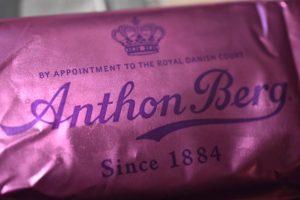 BY APPOINTMENT TO THE ROYAL DANISH COURT
Anthon Berg
Since 1884